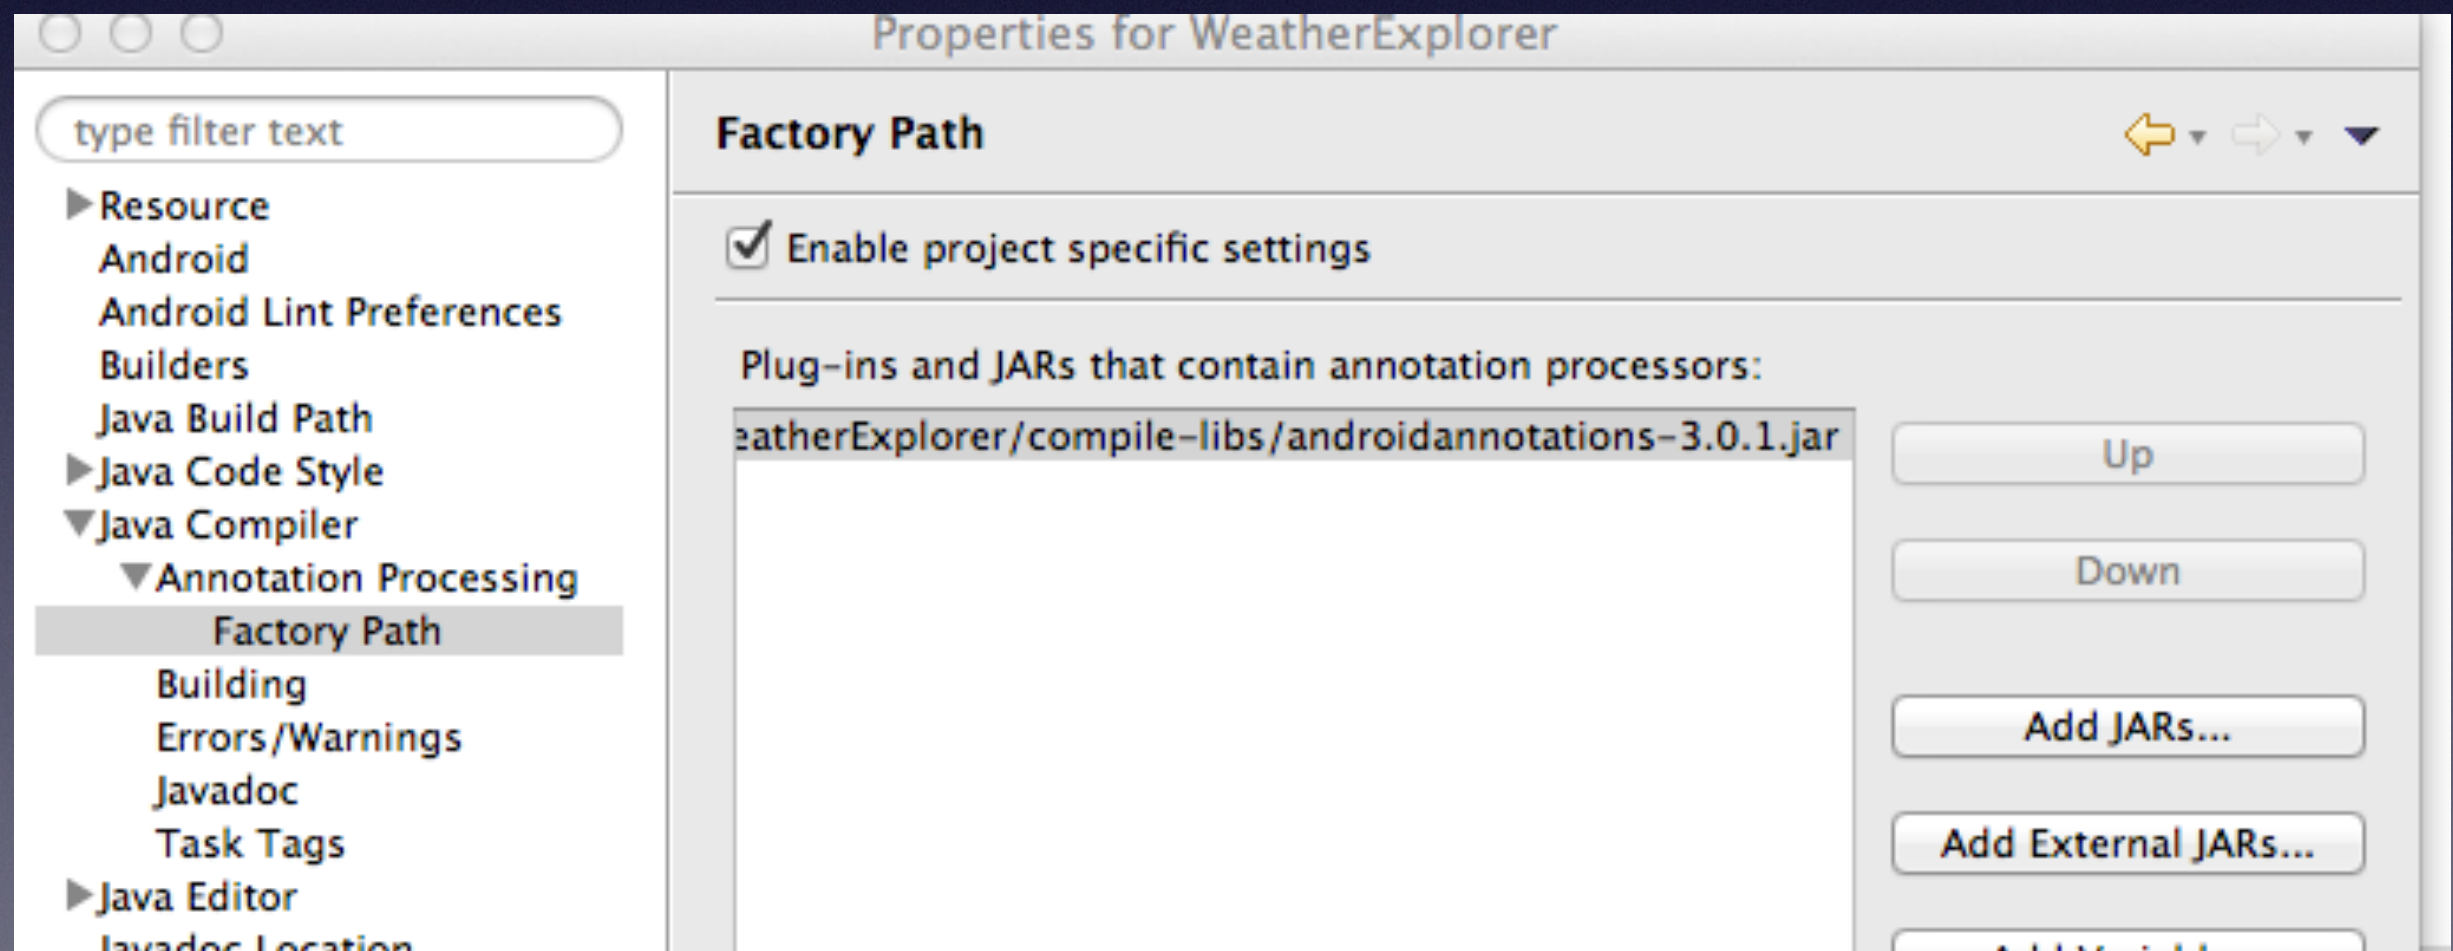 Properties for WeatherExplorer
type filter text
Resource
Android
Android Lint Preferences
Builders
Java Build Path
Java Code Style
Java Compiler
Annotation Processing
Factory Path
Building
Errors/Warnings
Javadoc
Task Tags
Java Editor
Javadoc Location
Factory Path
Enable project specific settings
Plug-ins and JARs that contain annotation processors:
eatherExplorer/compile-libs/androidannotations-3.0.1.jar
Up
Down
Add JARs...
Add External JARs...